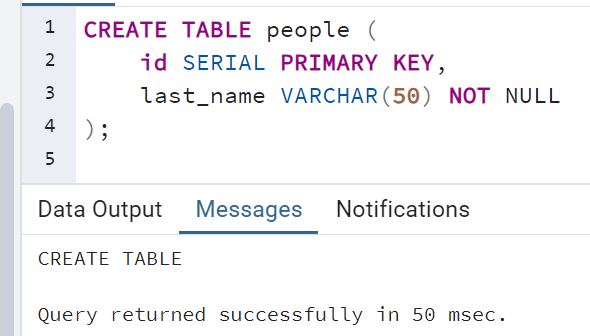 1 CREATE TABLE people (
2     id SERIAL PRIMARY KEY,
3     last_name VARCHAR(50) NOT NULL
4 );
5
Data Output Messages Notifications
CREATE TABLE
Query returned successfully in 50 msec.